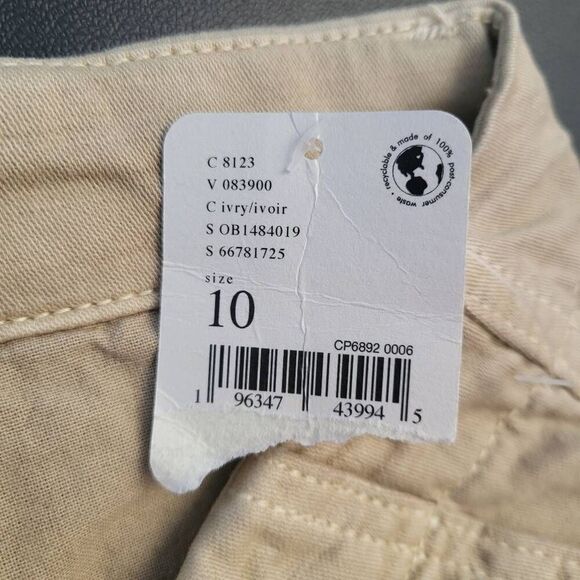 C 8123
V 083900
C ivry/ivoir
S OB1484019
S 66781725
size
10
recyclable & made of 100% post-consumer waste •
CP6892 0006
1 96347 43994 5